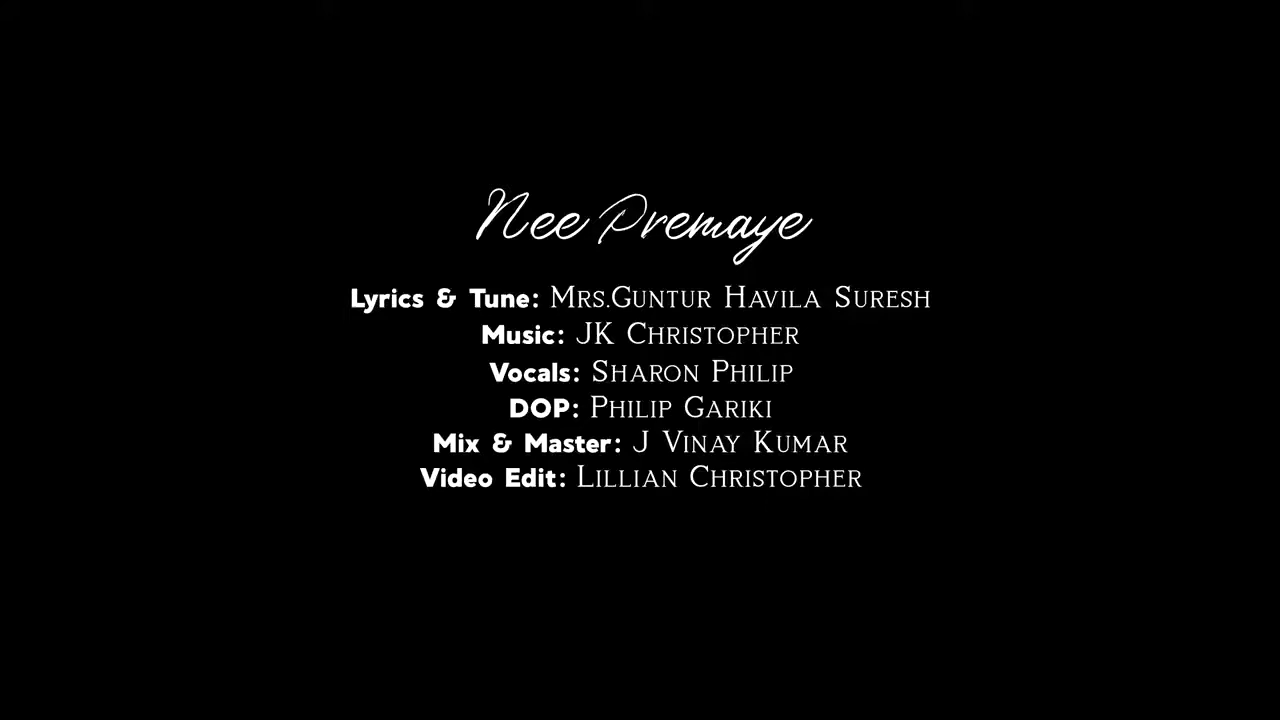 Nee Premaye
Lyrics & Tune: Mrs.Guntur Havila Suresh
Music: JK Christopher
Vocals: Sharon Philip
DOP: Philip Gariki
Mix & Master: J Vinay Kumar
Video Edit: Lillian Christopher